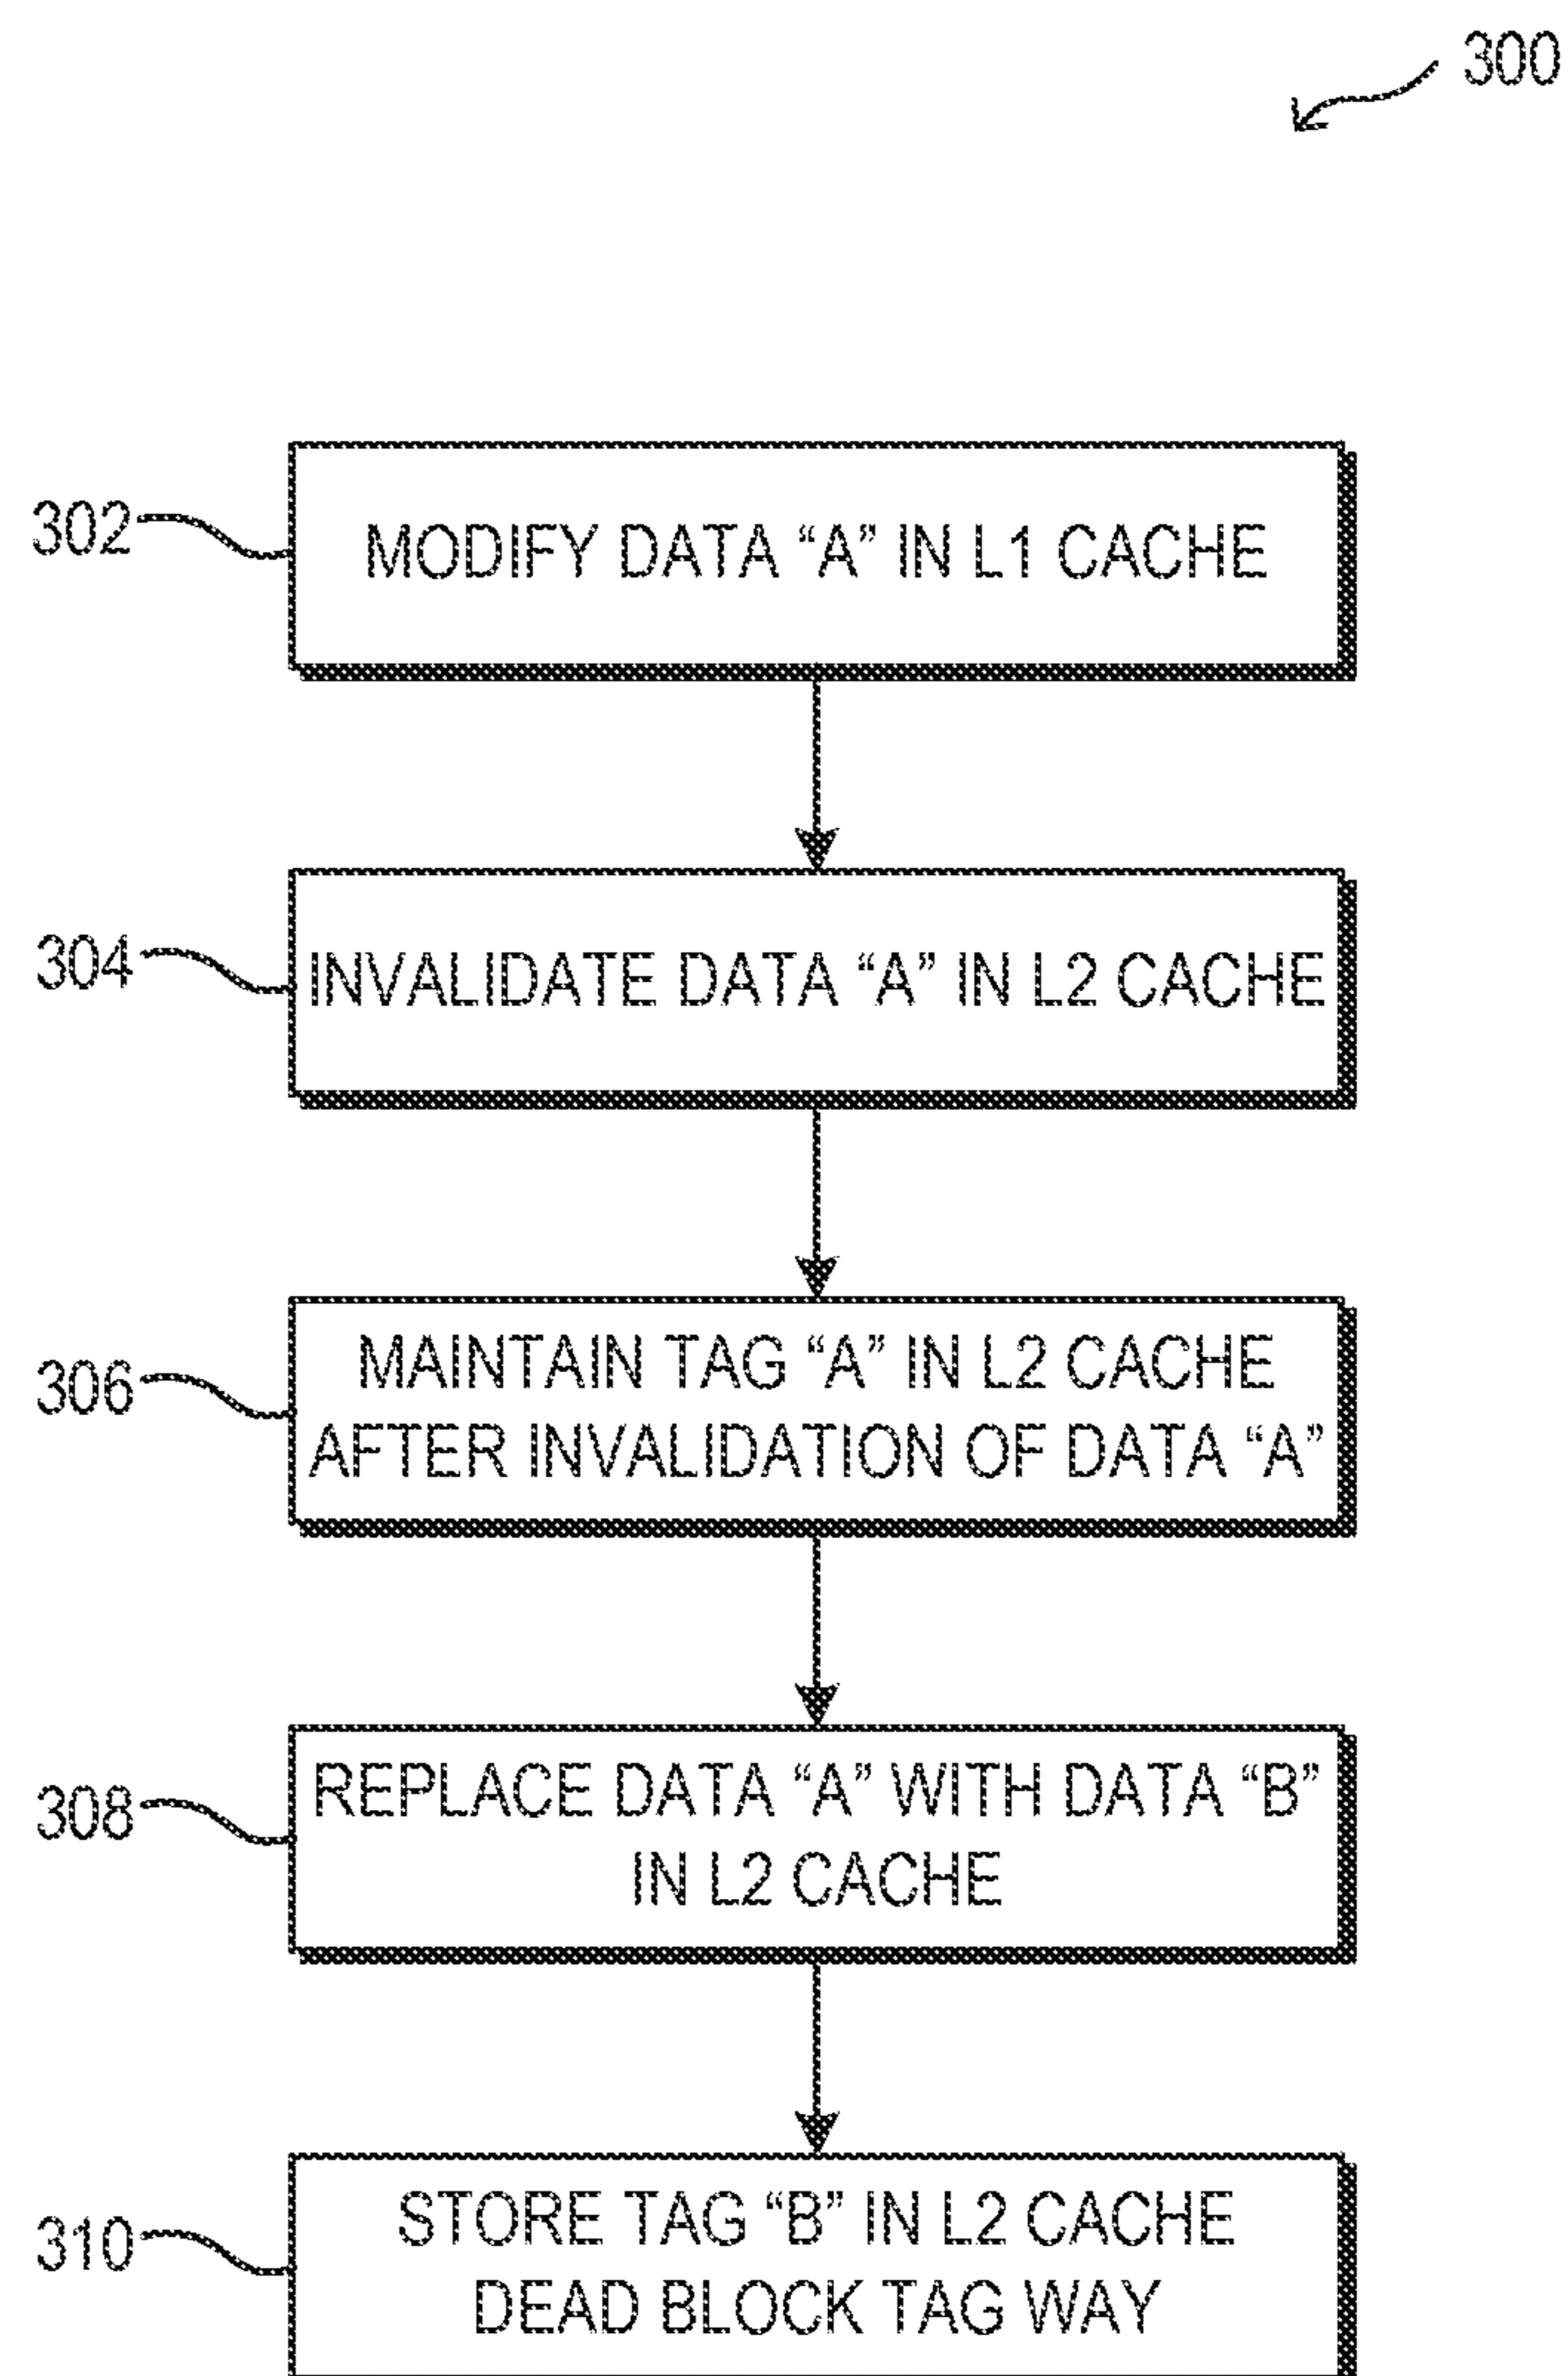 300
302
MODIFY DATA “A” IN L1 CACHE
304
INVALIDATE DATA “A” IN L2 CACHE
306
MAINTAIN TAG “A” IN L2 CACHE
AFTER INVALIDATION OF DATA “A”
308
REPLACE DATA “A” WITH DATA “B”
IN L2 CACHE
310
STORE TAG “B” IN L2 CACHE
DEAD BLOCK TAG WAY